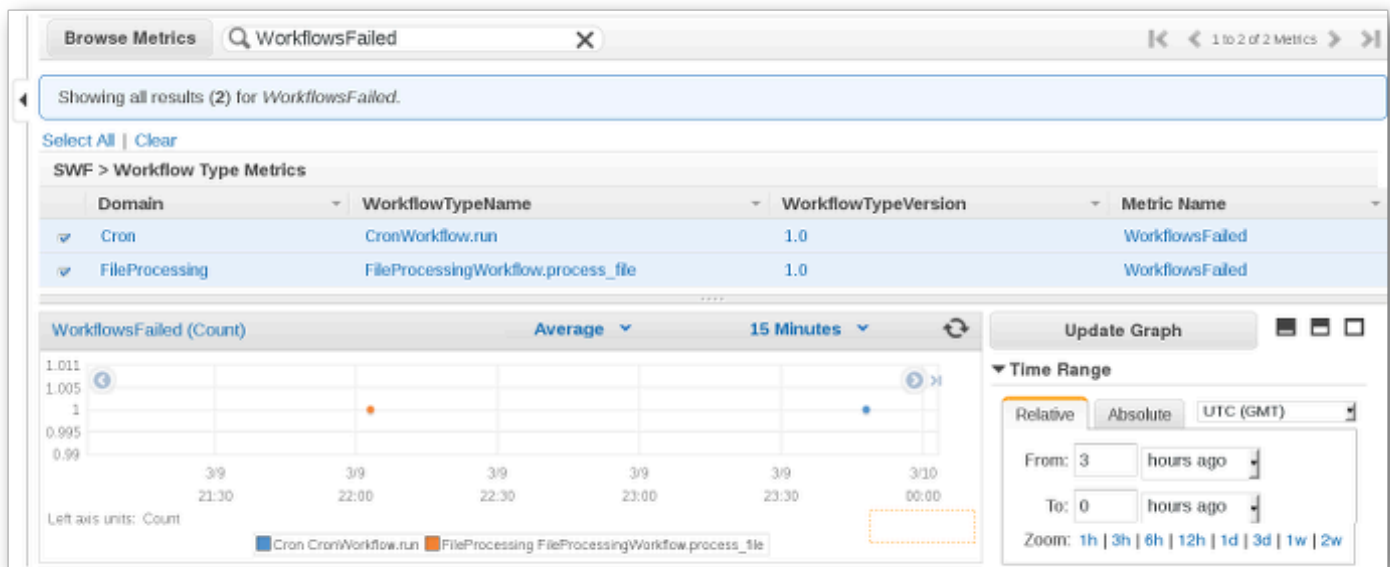 Browse Metrics WorkflowsFailed 1 to 2 of 2 Metrics
Showing all results (2) for WorkflowsFailed.
Select All | Clear
SWF > Workflow Type Metrics
Domain WorkflowTypeName WorkflowTypeVersion Metric Name
Cron CronWorkflow.run 1.0 WorkflowsFailed
FileProcessing FileProcessingWorkflow.process_file 1.0 WorkflowsFailed
WorkflowsFailed (Count) Average 15 Minutes Update Graph
1.011
1.005
1
0.995
0.99
3/9 3/9 3/9 3/9 3/9 3/10
21:30 22:00 22:30 23:00 23:30 00:00
Left axis units: Count
Cron CronWorkflow.run FileProcessing FileProcessingWorkflow.process_file
Time Range
Relative Absolute UTC (GMT)
From: 3 hours ago
To: 0 hours ago
Zoom: 1h | 3h | 6h | 12h | 1d | 3d | 1w | 2w